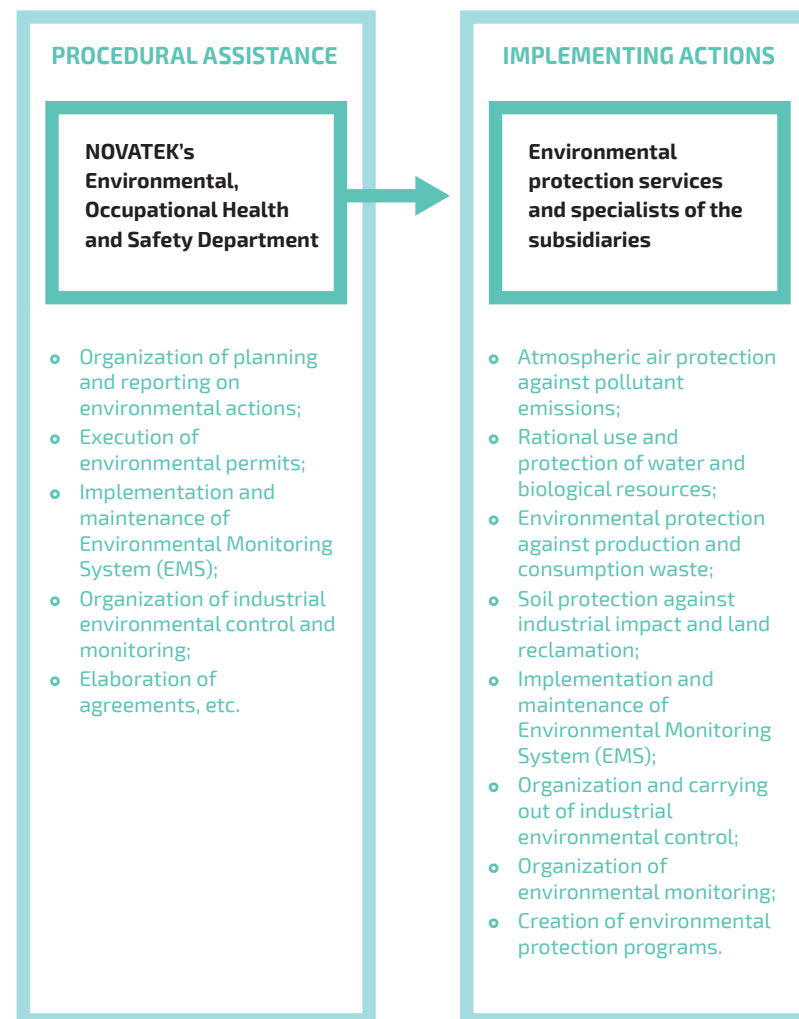 PROCEDURAL ASSISTANCE
NOVATEK's
Environmental,
Occupational Health
and Safety Department
Organization of planning
and reporting on
environmental actions;
Execution of
environmental permits;
Implementation and
maintenance of
Environmental Monitoring
System (EMS);
Organization of industrial
environmental control and
monitoring;
Elaboration of
agreements, etc.
IMPLEMENTING ACTIONS
Environmental
protection services
and specialists of the
subsidiaries
Atmospheric air protection
against pollutant
emissions;
Rational use and
protection of water and
biological resources;
Environmental protection
against production and
consumption waste;
Soil protection against
industrial impact and land
reclamation;
Implementation and
maintenance of
Environmental Monitoring
System (EMS);
Organization and carrying
out of industrial
environmental control;
Organization of
environmental monitoring;
Creation of environmental
protection programs.